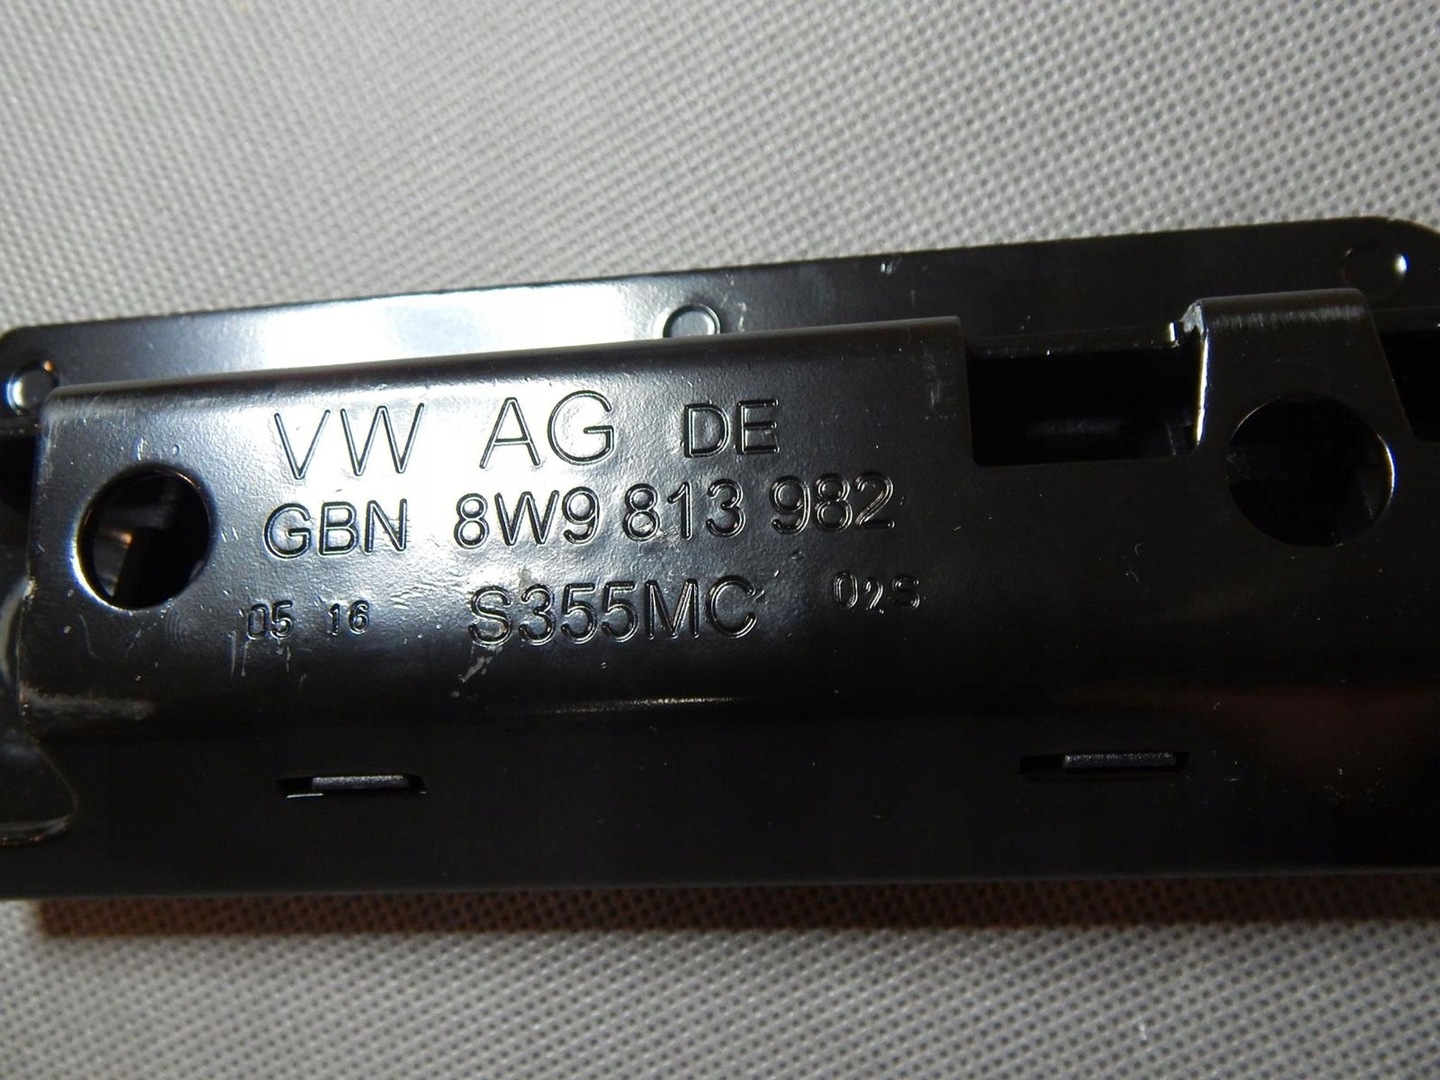 VW AG DE
GBN 8W9 813 982
05 16 S355MC 02S